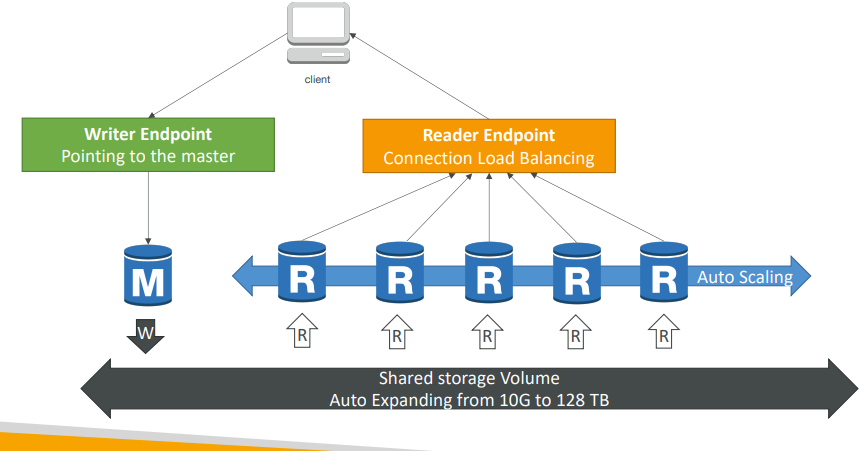 client
Writer Endpoint
Pointing to the master
Reader Endpoint
Connection Load Balancing
M
R
R
R
R
R
Auto Scaling
W
R
R
R
R
R
Shared storage Volume
Auto Expanding from 10G to 128 TB